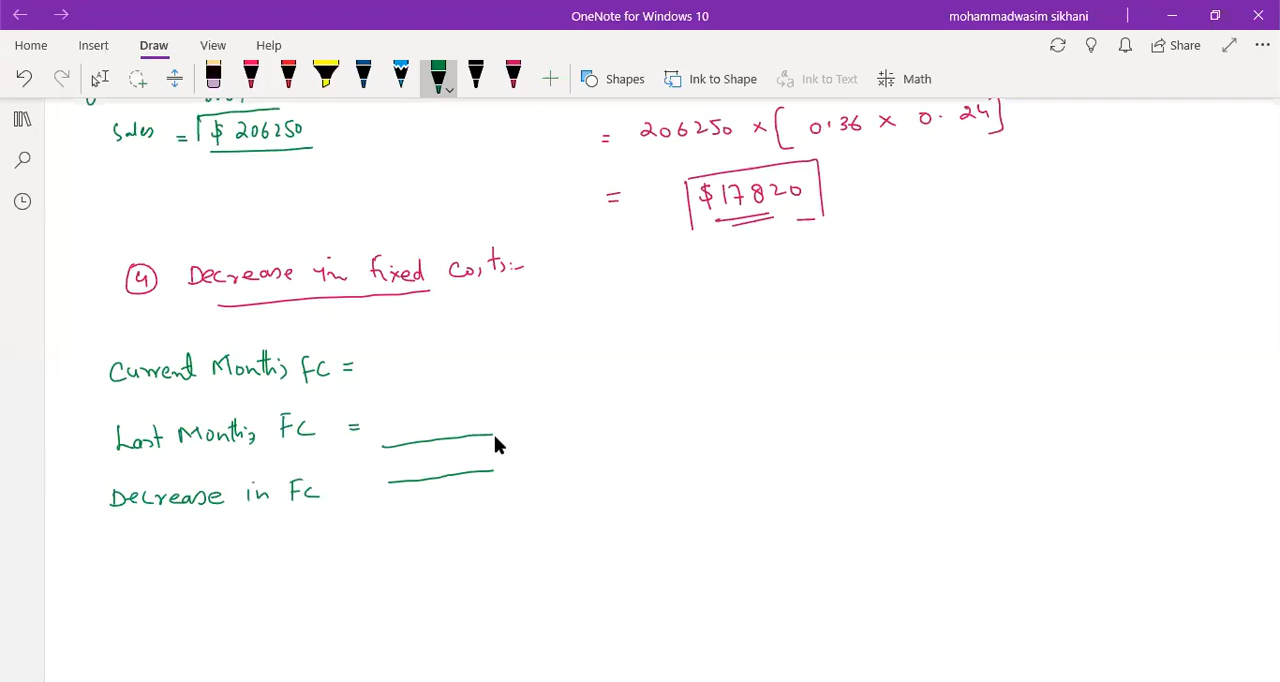 OneNote for Windows 10
mohammadwasim sikhani
Home Insert Draw View Help
Share
Shapes Ink to Shape Ink to Text Math
Sales = $ 206250
= 206250 × [ 0.36 × 0.24 ]
= $17820
④ Decrease in fixed costs:-
Current Month's FC =
Last Month's FC =
Decrease in FC